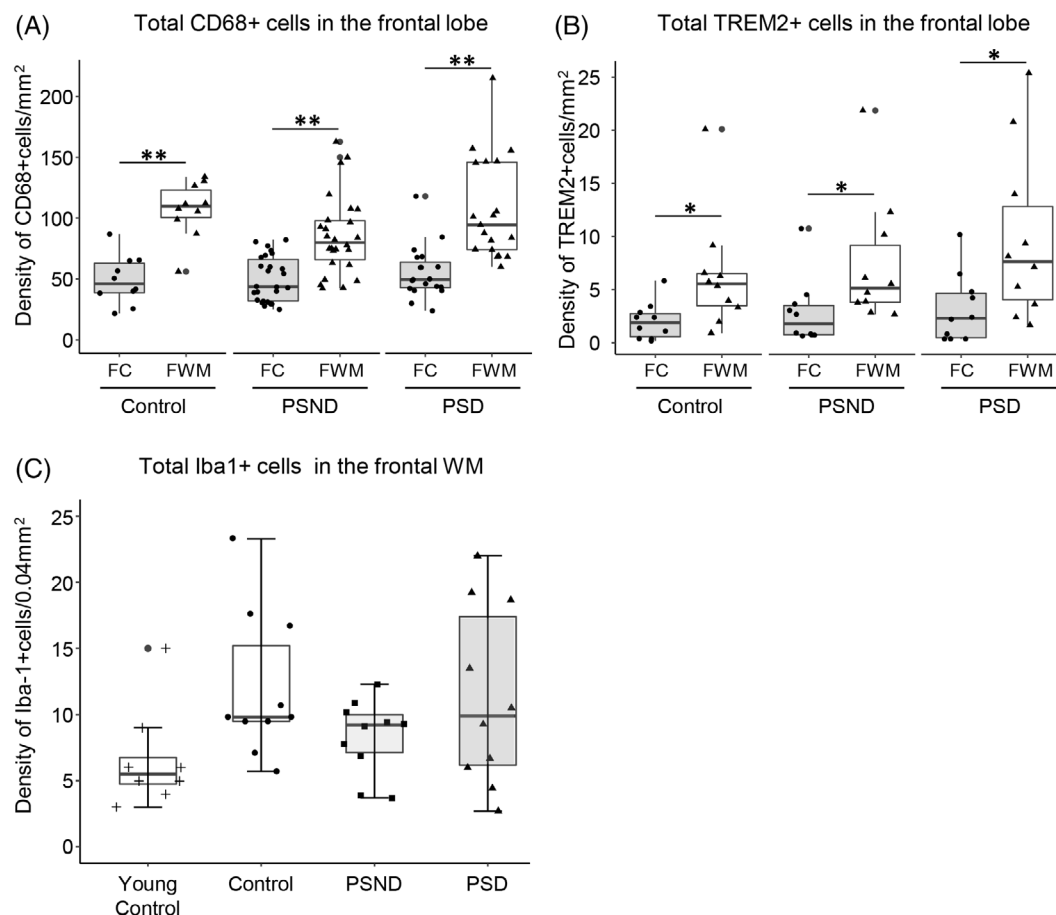 (A) Total CD68+ cells in the frontal lobe
Density of CD68+cells/mm²
200
150
100
50
0
**
**
**
FC FWM FC FWM FC FWM
Control PSND PSD
(B) Total TREM2+ cells in the frontal lobe
Density of TREM2+cells/mm²
25
20
15
10
5
0
*
*
*
FC FWM FC FWM FC FWM
Control PSND PSD
(C) Total Iba1+ cells in the frontal WM
Density of Iba-1+cells/0.04mm²
25
20
15
10
5
0
Young Control PSND PSD
Control